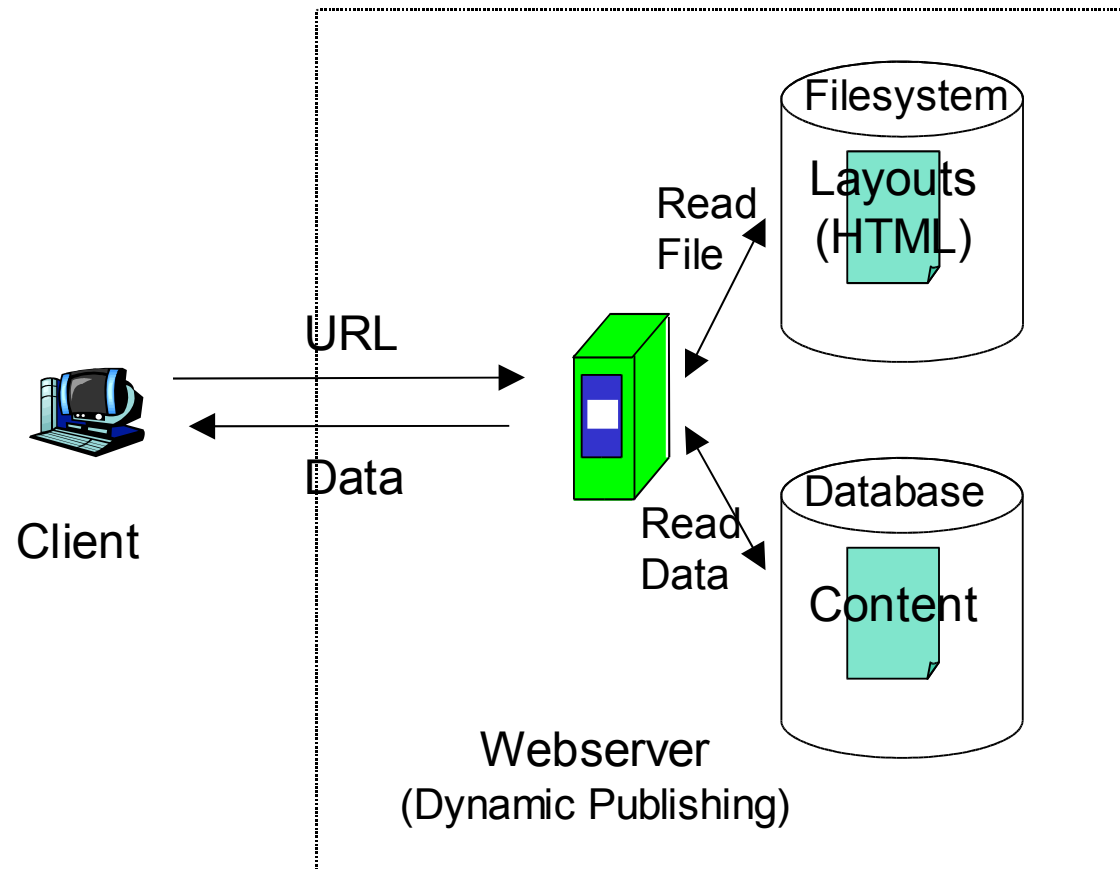 Filesystem
Layouts
(HTML)
Read
File
URL
Data
Client
Read
Data
Database
Content
Webserver
(Dynamic Publishing)